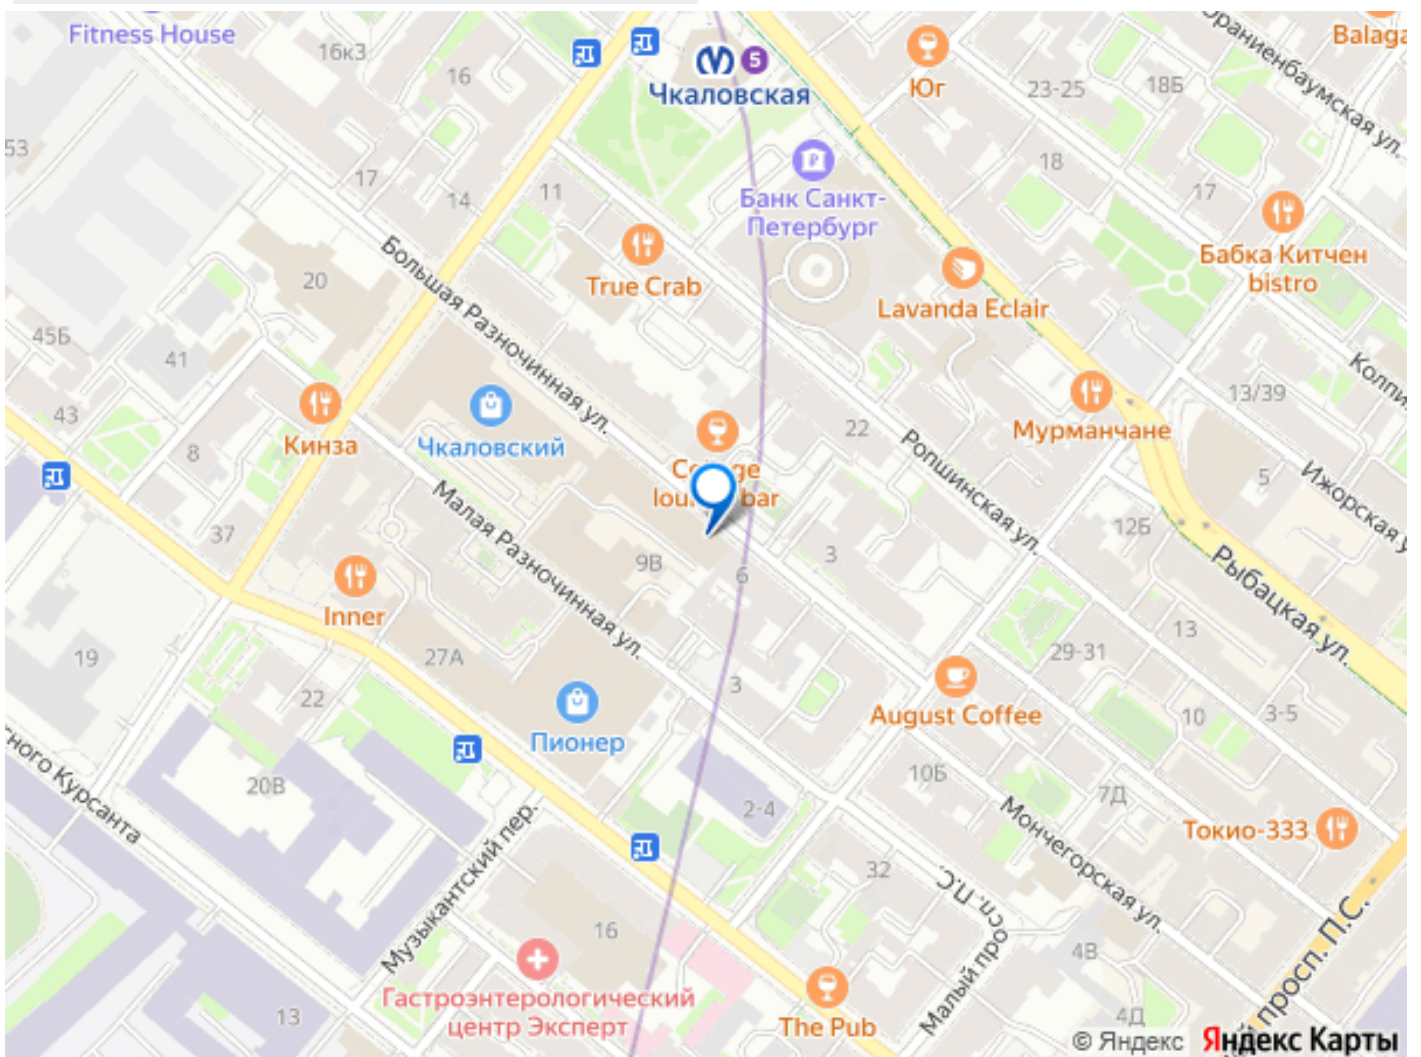 Fitness House
16к3
16
5
Чкаловская
Юг
23-25
18Б
Ораниенбаумская ул.
53
17
14
11
Банк Санкт-
Петербург
18
17
Бабка Китчен
bistro
Большая Разночинная ул.
20
True Crab
Lavanda Eclair
45Б
41
43
Кинза
8
Чкаловский
22
Мурманчане
13/39
Ропшинская ул.
5
Ижорская
Малая Разночинная ул.
37
9В
6
3
12Б
Рыбацкая ул.
Inner
19
27А
22
3
29-31
13
Пионер
August Coffee
10
3-5
20В
2-4
10Б
7Д
Мончегорская ул.
Токио-333
Музыкантский пер.
32
Малый просп. П.С.
16
4В
просп. П.С.
Гастроэнтерологический
центр Эксперт
13
The Pub
4Д
© Яндекс Яндекс Карты